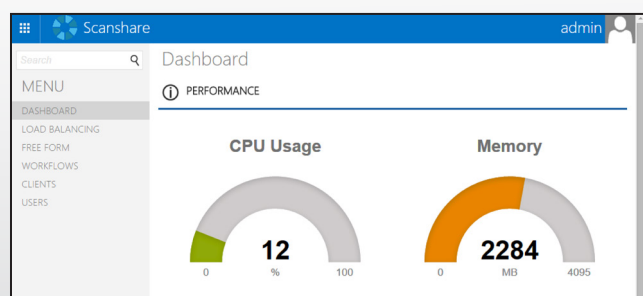 Scanshare
admin
Search
MENU
DASHBOARD
LOAD BALANCING
FREE FORM
WORKFLOWS
CLIENTS
USERS
Dashboard
PERFORMANCE
CPU Usage
12
0 % 100
Memory
2284
0 MB 4095